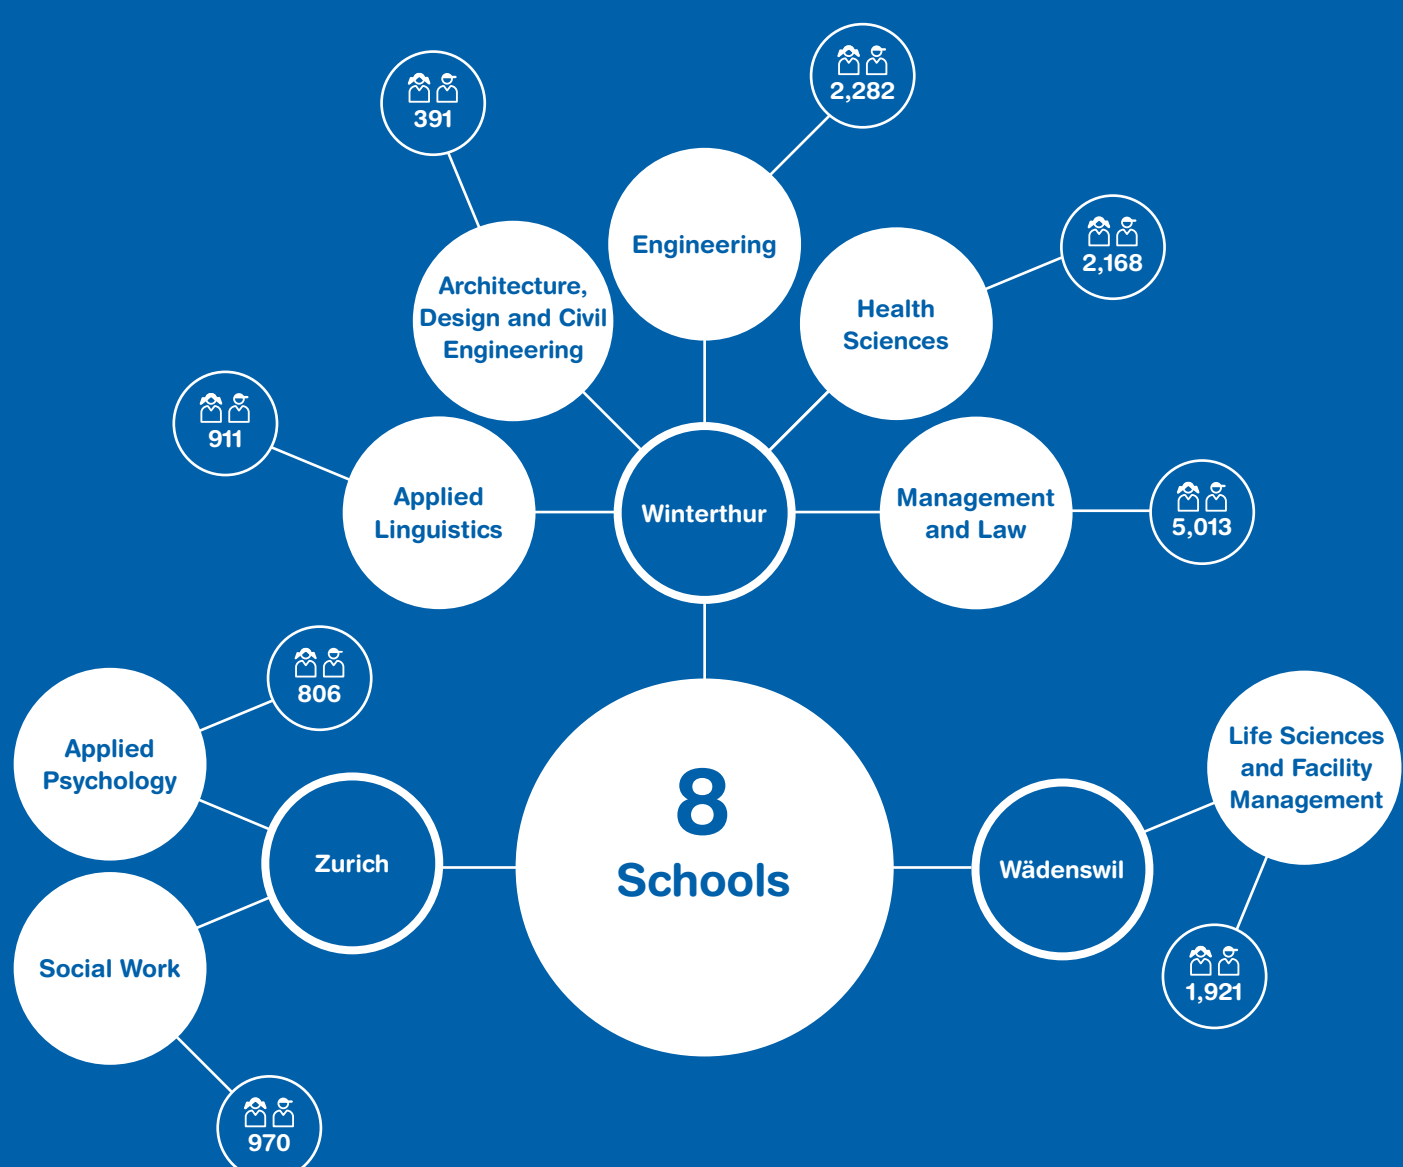 2,282
391
2,168
Engineering
Architecture,
Design and Civil
Engineering
Health
Sciences
911
Applied
Linguistics
Winterthur
Management
and Law
5,013
806
Applied
Psychology
Zurich
Social Work
970
8
Schools
Wädenswil
Life Sciences
and Facility
Management
1,921